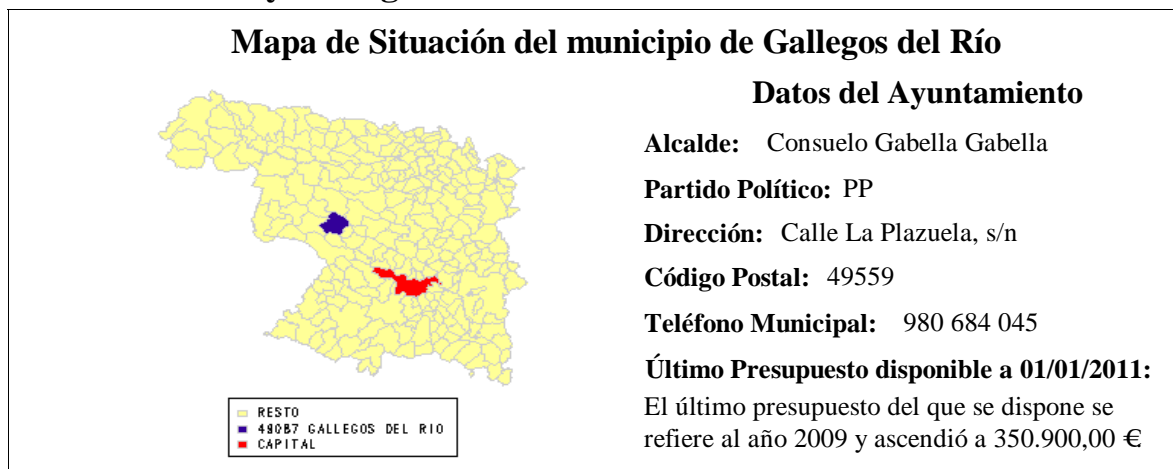 Mapa de Situación del municipio de Gallegos del Río
Datos del Ayuntamiento
Alcalde: Consuelo Gabella Gabella
Partido Político: PP
Dirección: Calle La Plazuela, s/n
Código Postal: 49559
Teléfono Municipal: 980 684 045
Último Presupuesto disponible a 01/01/2011:
El último presupuesto del que se dispone se
refiere al año 2009 y ascendió a 350.900,00 €
RESTO
49087 GALLEGOS DEL RIO
CAPITAL